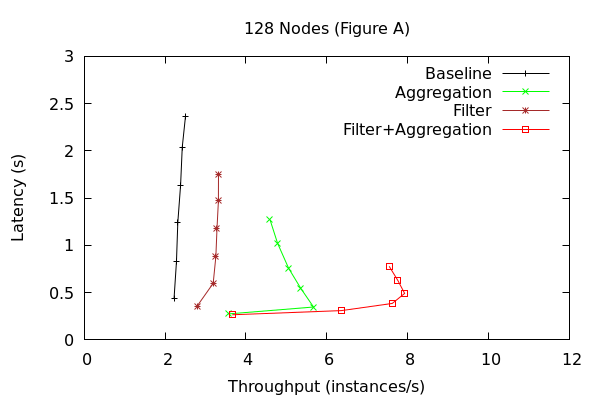 128 Nodes (Figure A)
3
Baseline
2.5
Aggregation
Filter
2
Filter+Aggregation
1.5
Latency (s)
1
0.5
0
0 2 4 6 8 10 12
Throughput (instances/s)